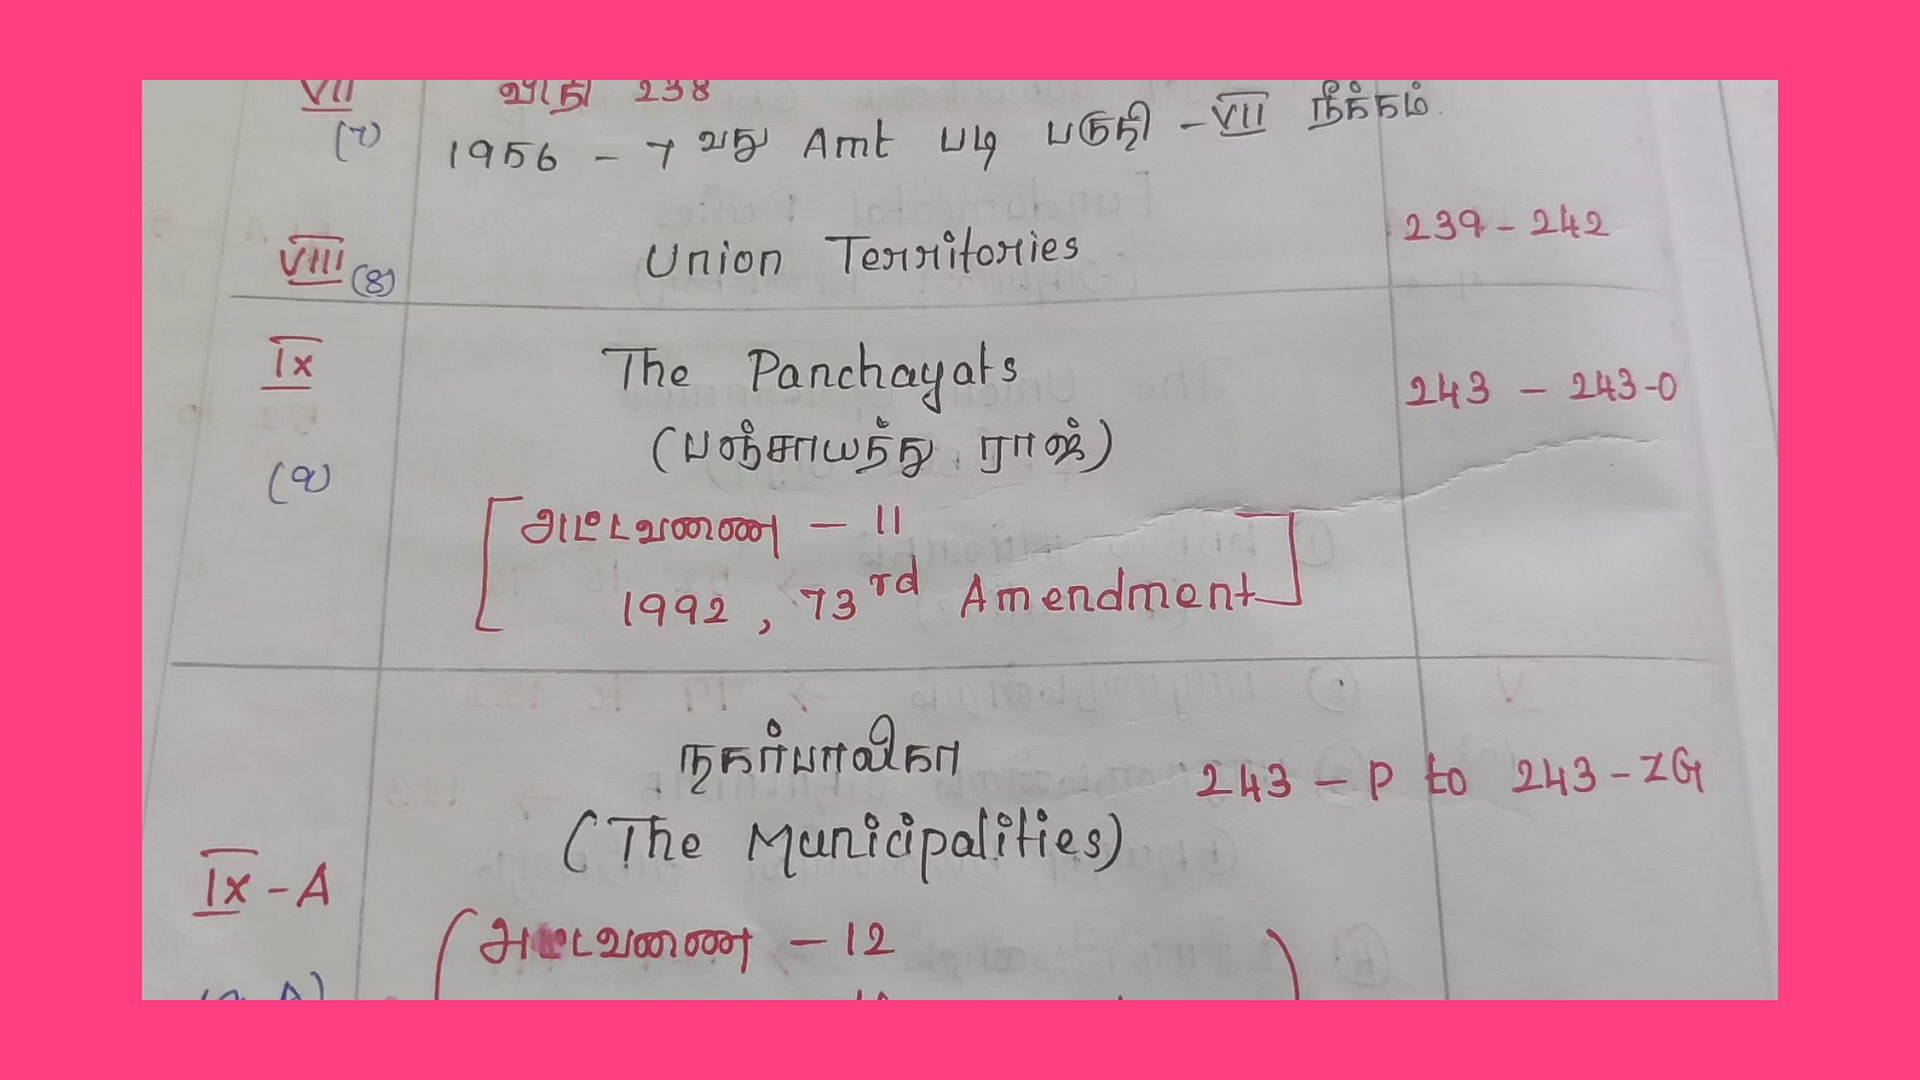 VII விதி 238
(7) 1956 - 7 வது Amt படி பகுதி - VII நீக்கம்.
VIII (8) Union Territories 239 - 242
IX The Panchayats 243 - 243-O
(பஞ்சாயத்து ராஜ்)
(9)
அட்டவணை - 11
1992, 73rd Amendment
நகர்பாலிகா 243 - P to 243 - ZG
(The Municipalities)
IX - A
அட்டவணை - 12